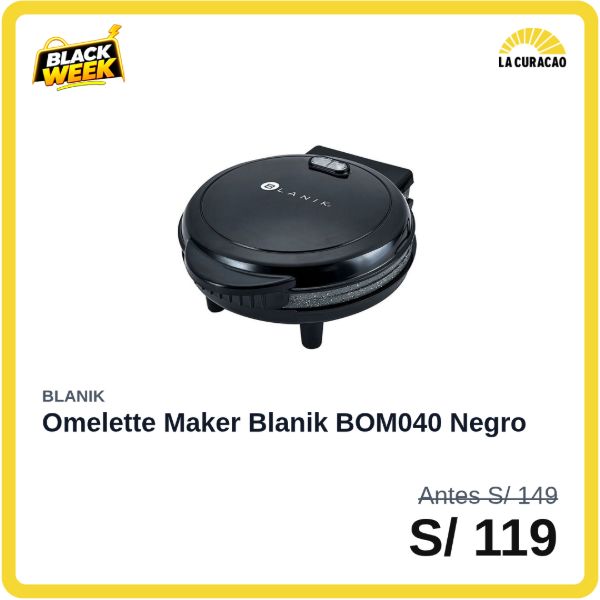 BLACK
WEEK
LA CURACAO
BLANIK
BLANIK
Omelette Maker Blanik BOM040 Negro
Antes S/ 149
S/ 119